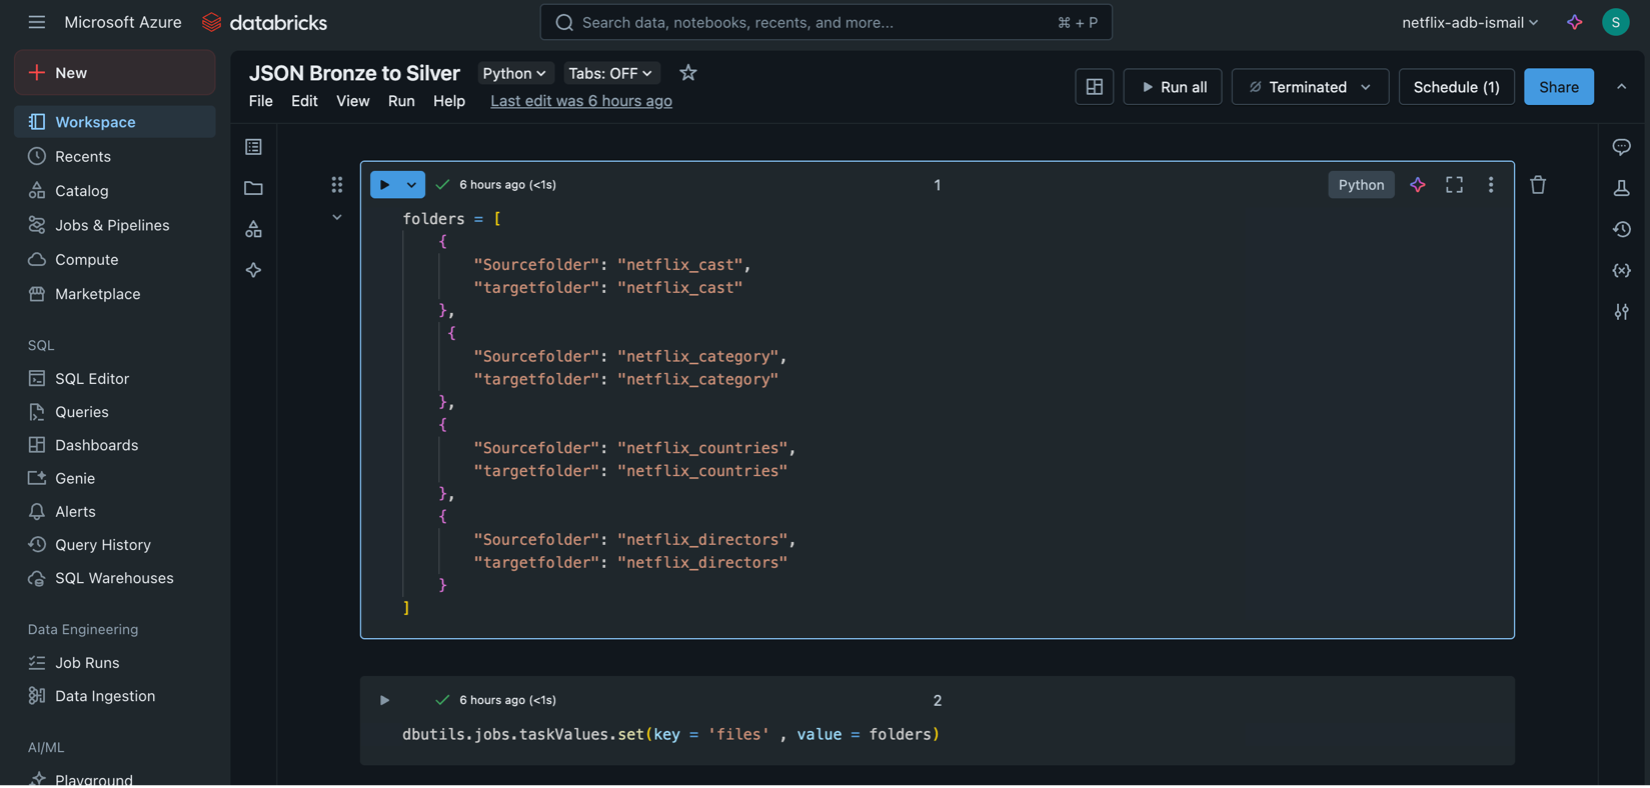 Microsoft Azure databricks
Search data, notebooks, recents, and more... ⌘ + P
netflix-adb-ismail
S
New
Workspace
Recents
Catalog
Jobs & Pipelines
Compute
Marketplace
SQL
SQL Editor
Queries
Dashboards
Genie
Alerts
Query History
SQL Warehouses
Data Engineering
Job Runs
Data Ingestion
AI/ML
Playground
JSON Bronze to Silver Python Tabs: OFF
File Edit View Run Help Last edit was 6 hours ago
Run all Terminated Schedule (1) Share
6 hours ago (<1s) 1 Python
folders = [
{
"Sourcefolder": "netflix_cast",
"targetfolder": "netflix_cast"
},
{
"Sourcefolder": "netflix_category",
"targetfolder": "netflix_category"
},
{
"Sourcefolder": "netflix_countries",
"targetfolder": "netflix_countries"
},
{
"Sourcefolder": "netflix_directors",
"targetfolder": "netflix_directors"
}
]
6 hours ago (<1s) 2
dbutils.jobs.taskValues.set(key = 'files' , value = folders)